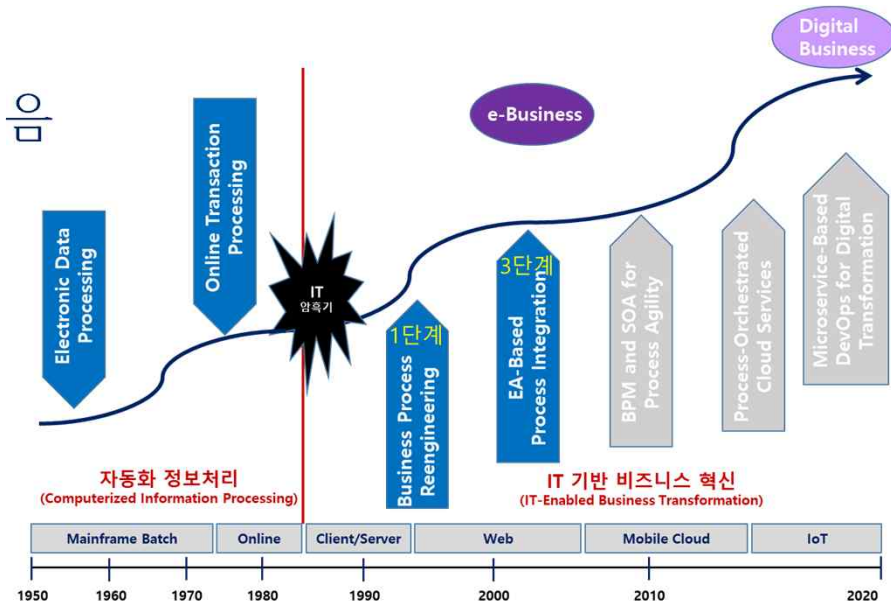 Digital
Business
e-Business
믐
Electronic Data
Processing
Online Transaction
Processing
IT
암흑기
1단계
Business Process
Reengineering
3단계
EA-Based
Process Integration
BPM and SOA for
Process Agility
Process-Orchestrated
Cloud Services
Microservice-Based
DevOps for Digital
Transformation
자동화 정보처리
(Computerized Information Processing)
IT 기반 비즈니스 혁신
(IT-Enabled Business Transformation)
Mainframe Batch
Online
Client/Server
Web
Mobile Cloud
IoT
1950
1960
1970
1980
1990
2000
2010
2020